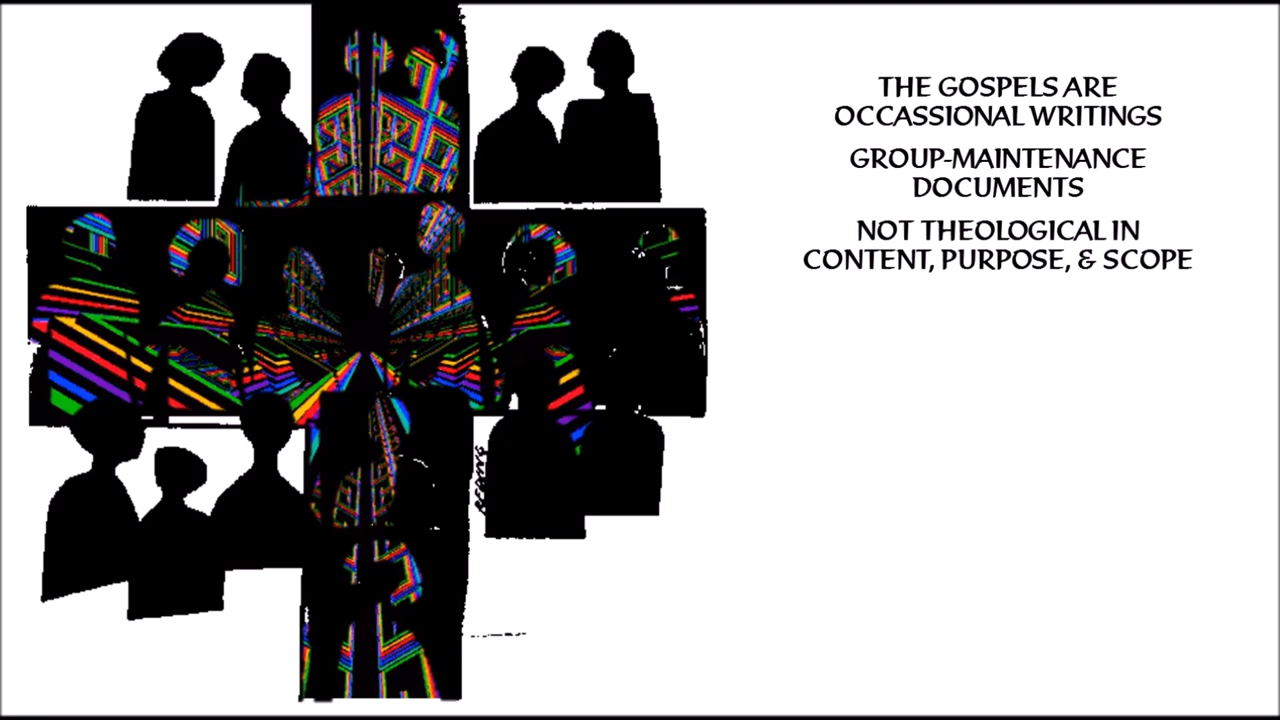 THE GOSPELS ARE
OCCASSIONAL WRITINGS
GROUP-MAINTENANCE
DOCUMENTS
NOT THEOLOGICAL IN
CONTENT, PURPOSE, & SCOPE